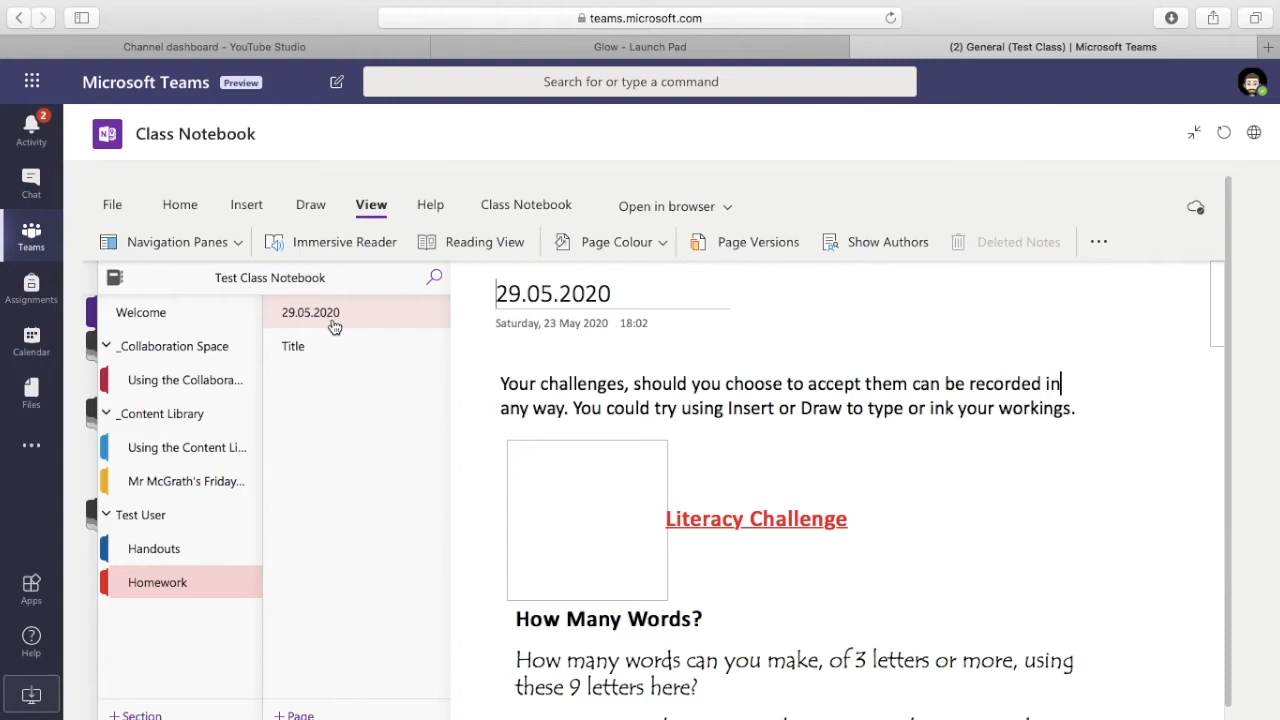 teams.microsoft.com
Channel dashboard - YouTube Studio
Glow - Launch Pad
(2) General (Test Class) | Microsoft Teams
Microsoft Teams
Preview
Search for or type a command
2
Activity
Chat
Teams
Assignments
Calendar
Files
Apps
Help
Class Notebook
File
Home
Insert
Draw
View
Help
Class Notebook
Open in browser
Navigation Panes
Immersive Reader
Reading View
Page Colour
Page Versions
Show Authors
Deleted Notes
Test Class Notebook
Welcome
_Collaboration Space
Using the Collabora...
_Content Library
Using the Content Li...
Mr McGrath's Friday...
Test User
Handouts
Homework
+ Section
29.05.2020
Title
+ Page
29.05.2020
Saturday, 23 May 2020 18:02
Your challenges, should you choose to accept them can be recorded in
any way. You could try using Insert or Draw to type or ink your workings.
Literacy Challenge
How Many Words?
How many words can you make, of 3 letters or more, using
these 9 letters here?